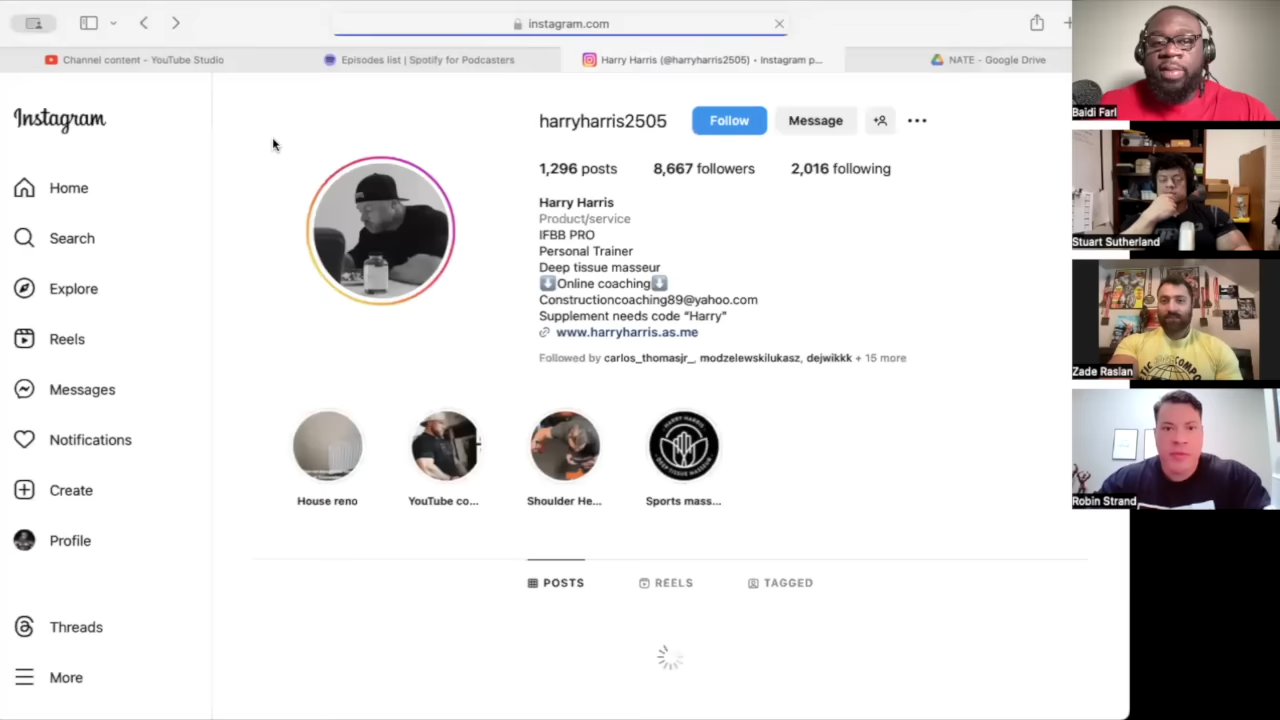 instagram.com
Channel content - YouTube Studio
Episodes list | Spotify for Podcasters
Harry Harris (@harryharris2505) • Instagram p...
NATE - Google Drive
Instagram
Home
Search
Explore
Reels
Messages
Notifications
Create
Profile
Threads
More
harryharris2505
Follow
Message
1,296 posts
8,667 followers
2,016 following
Harry Harris
Product/service
IFBB PRO
Personal Trainer
Deep tissue masseur
⬇️Online coaching⬇️
Constructioncoaching89@yahoo.com
Supplement needs code “Harry”
www.harryharris.as.me
Followed by carlos_thomasjr_, modzelewskilukasz, dejwikkk + 15 more
House reno
YouTube co...
Shoulder He...
Sports mass...
POSTS
REELS
TAGGED
Baidi Farl
Stuart Sutherland
Zade Raslan
Robin Strand